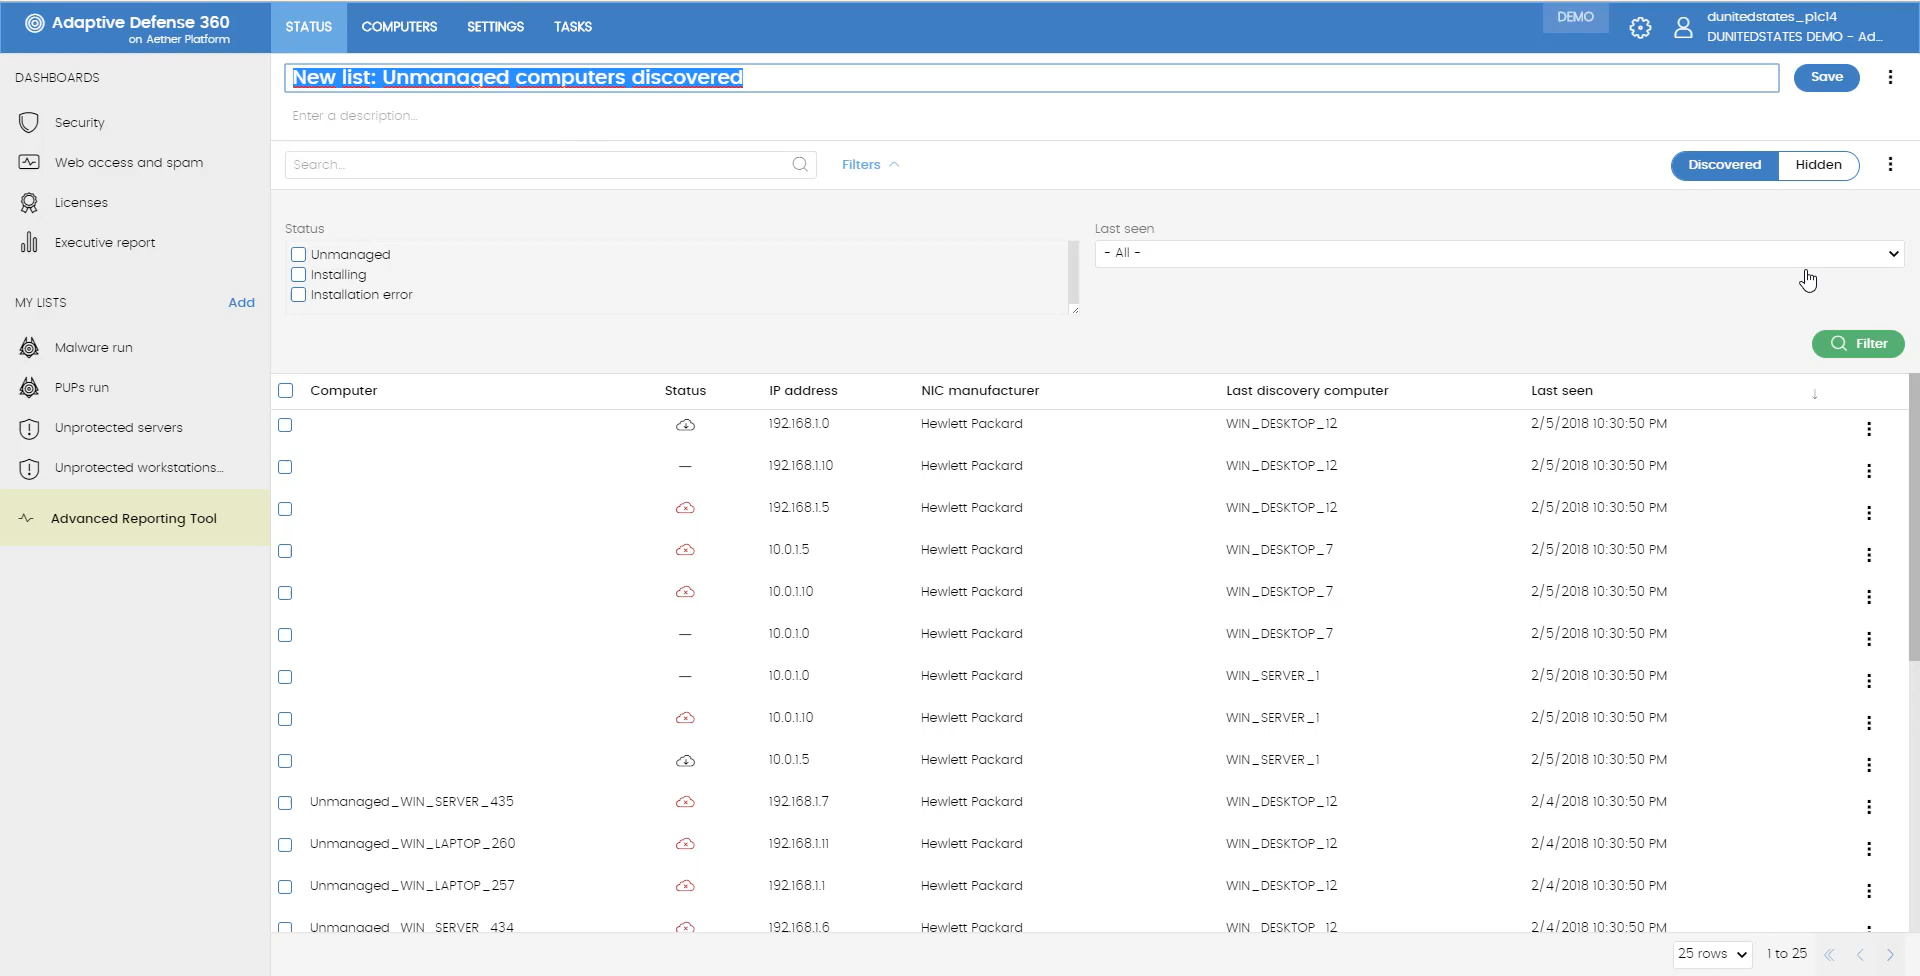 Adaptive Defense 360
on Aether Platform
STATUS
COMPUTERS
SETTINGS
TASKS
DEMO
dunitedstates_p1c14
DUNITEDSTATES DEMO - Ad...
DASHBOARDS
Security
Web access and spam
Licenses
Executive report
MY LISTS
Add
Malware run
PUPs run
Unprotected servers
Unprotected workstations...
Advanced Reporting Tool
New list: Unmanaged computers discovered
Save
Enter a description...
Search...
Filters
Discovered
Hidden
Status
Unmanaged
Installing
Installation error
Last seen
- All -
Filter
Computer Status IP address NIC manufacturer Last discovery computer Last seen
192.168.1.0 Hewlett Packard WIN_DESKTOP_12 2/5/2018 10:30:50 PM
— 192.168.1.10 Hewlett Packard WIN_DESKTOP_12 2/5/2018 10:30:50 PM
192.168.1.5 Hewlett Packard WIN_DESKTOP_12 2/5/2018 10:30:50 PM
10.0.1.5 Hewlett Packard WIN_DESKTOP_7 2/5/2018 10:30:50 PM
10.0.1.10 Hewlett Packard WIN_DESKTOP_7 2/5/2018 10:30:50 PM
— 10.0.1.0 Hewlett Packard WIN_DESKTOP_7 2/5/2018 10:30:50 PM
— 10.0.1.0 Hewlett Packard WIN_SERVER_1 2/5/2018 10:30:50 PM
10.0.1.10 Hewlett Packard WIN_SERVER_1 2/5/2018 10:30:50 PM
10.0.1.5 Hewlett Packard WIN_SERVER_1 2/5/2018 10:30:50 PM
Unmanaged_WIN_SERVER_435 192.168.1.7 Hewlett Packard WIN_DESKTOP_12 2/4/2018 10:30:50 PM
Unmanaged_WIN_LAPTOP_260 192.168.1.11 Hewlett Packard WIN_DESKTOP_12 2/4/2018 10:30:50 PM
Unmanaged_WIN_LAPTOP_257 192.168.1.1 Hewlett Packard WIN_DESKTOP_12 2/4/2018 10:30:50 PM
Unmanaged_WIN_SERVER_434 192.168.1.6 Hewlett Packard WIN_DESKTOP_12 2/4/2018 10:30:50 PM
25 rows
1 to 25